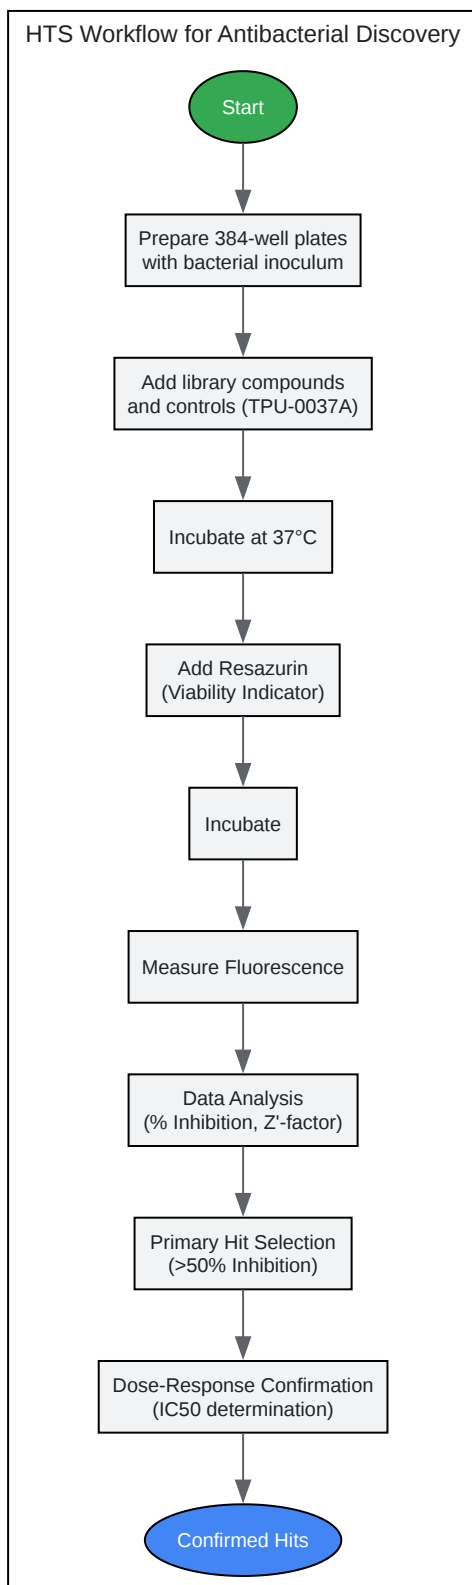 HTS Workflow for Antibacterial Discovery
Start
Prepare 384-well plates
with bacterial inoculum
Add library compounds
and controls (TPU-0037A)
Incubate at 37°C
Add Resazurin
(Viability Indicator)
Incubate
Measure Fluorescence
Data Analysis
(% Inhibition, Z'-factor)
Primary Hit Selection
(>50% Inhibition)
Dose-Response Confirmation
(IC50 determination)
Confirmed Hits